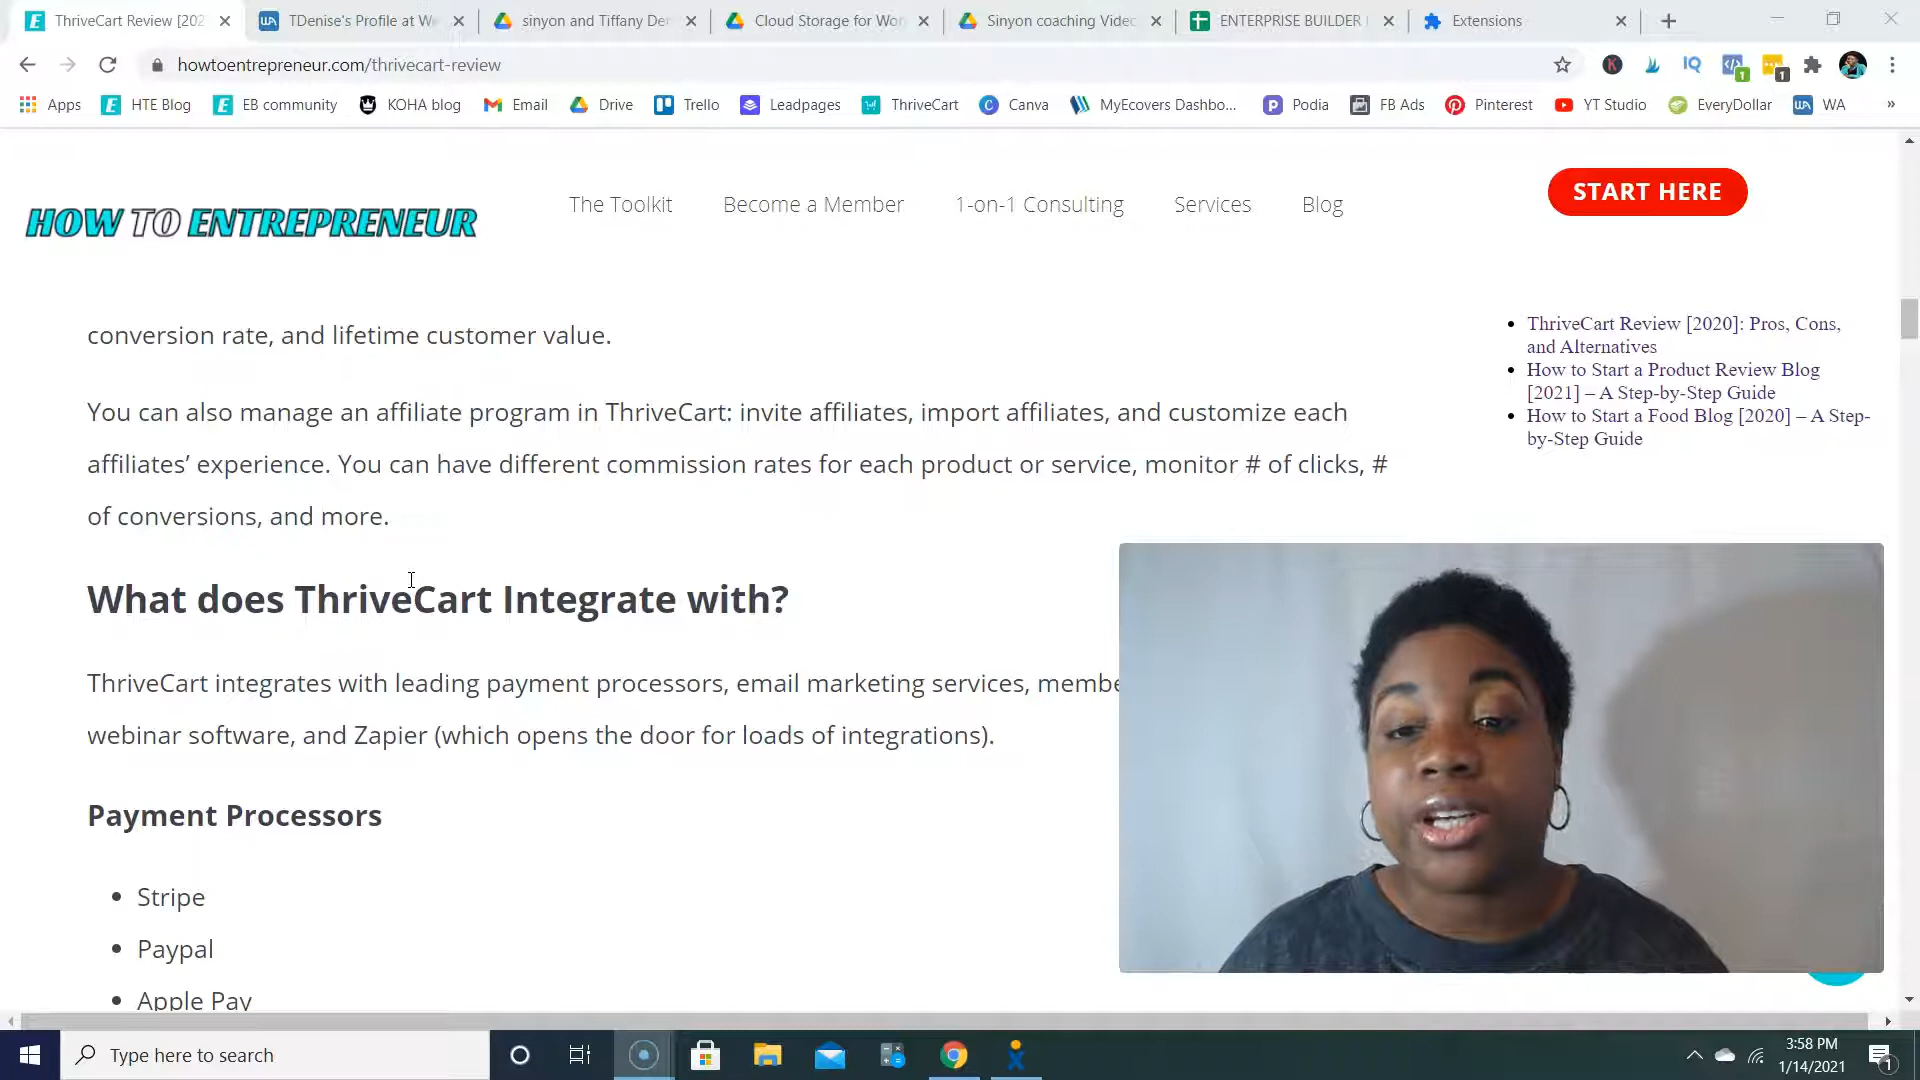 ThriveCart Review [202
TDenise's Profile at We
sinyon and Tiffany Der
Cloud Storage for Wor
Sinyon coaching Video
ENTERPRISE BUILDER
Extensions
howtoentrepreneur.com/thrivecart-review
Apps
HTE Blog
EB community
KOHA blog
Email
Drive
Trello
Leadpages
ThriveCart
Canva
MyEcovers Dashbo...
Podia
FB Ads
Pinterest
YT Studio
EveryDollar
WA
HOW TO ENTREPRENEUR
The Toolkit
Become a Member
1-on-1 Consulting
Services
Blog
START HERE
conversion rate, and lifetime customer value.
You can also manage an affiliate program in ThriveCart: invite affiliates, import affiliates, and customize each
affiliates’ experience. You can have different commission rates for each product or service, monitor # of clicks, #
of conversions, and more.
What does ThriveCart Integrate with?
ThriveCart integrates with leading payment processors, email marketing services, membe
webinar software, and Zapier (which opens the door for loads of integrations).
Payment Processors
• Stripe
• Paypal
• Apple Pay
• ThriveCart Review [2020]: Pros, Cons,
and Alternatives
• How to Start a Product Review Blog
[2021] – A Step-by-Step Guide
• How to Start a Food Blog [2020] – A Step-
by-Step Guide
Type here to search
3:58 PM
1/14/2021
1